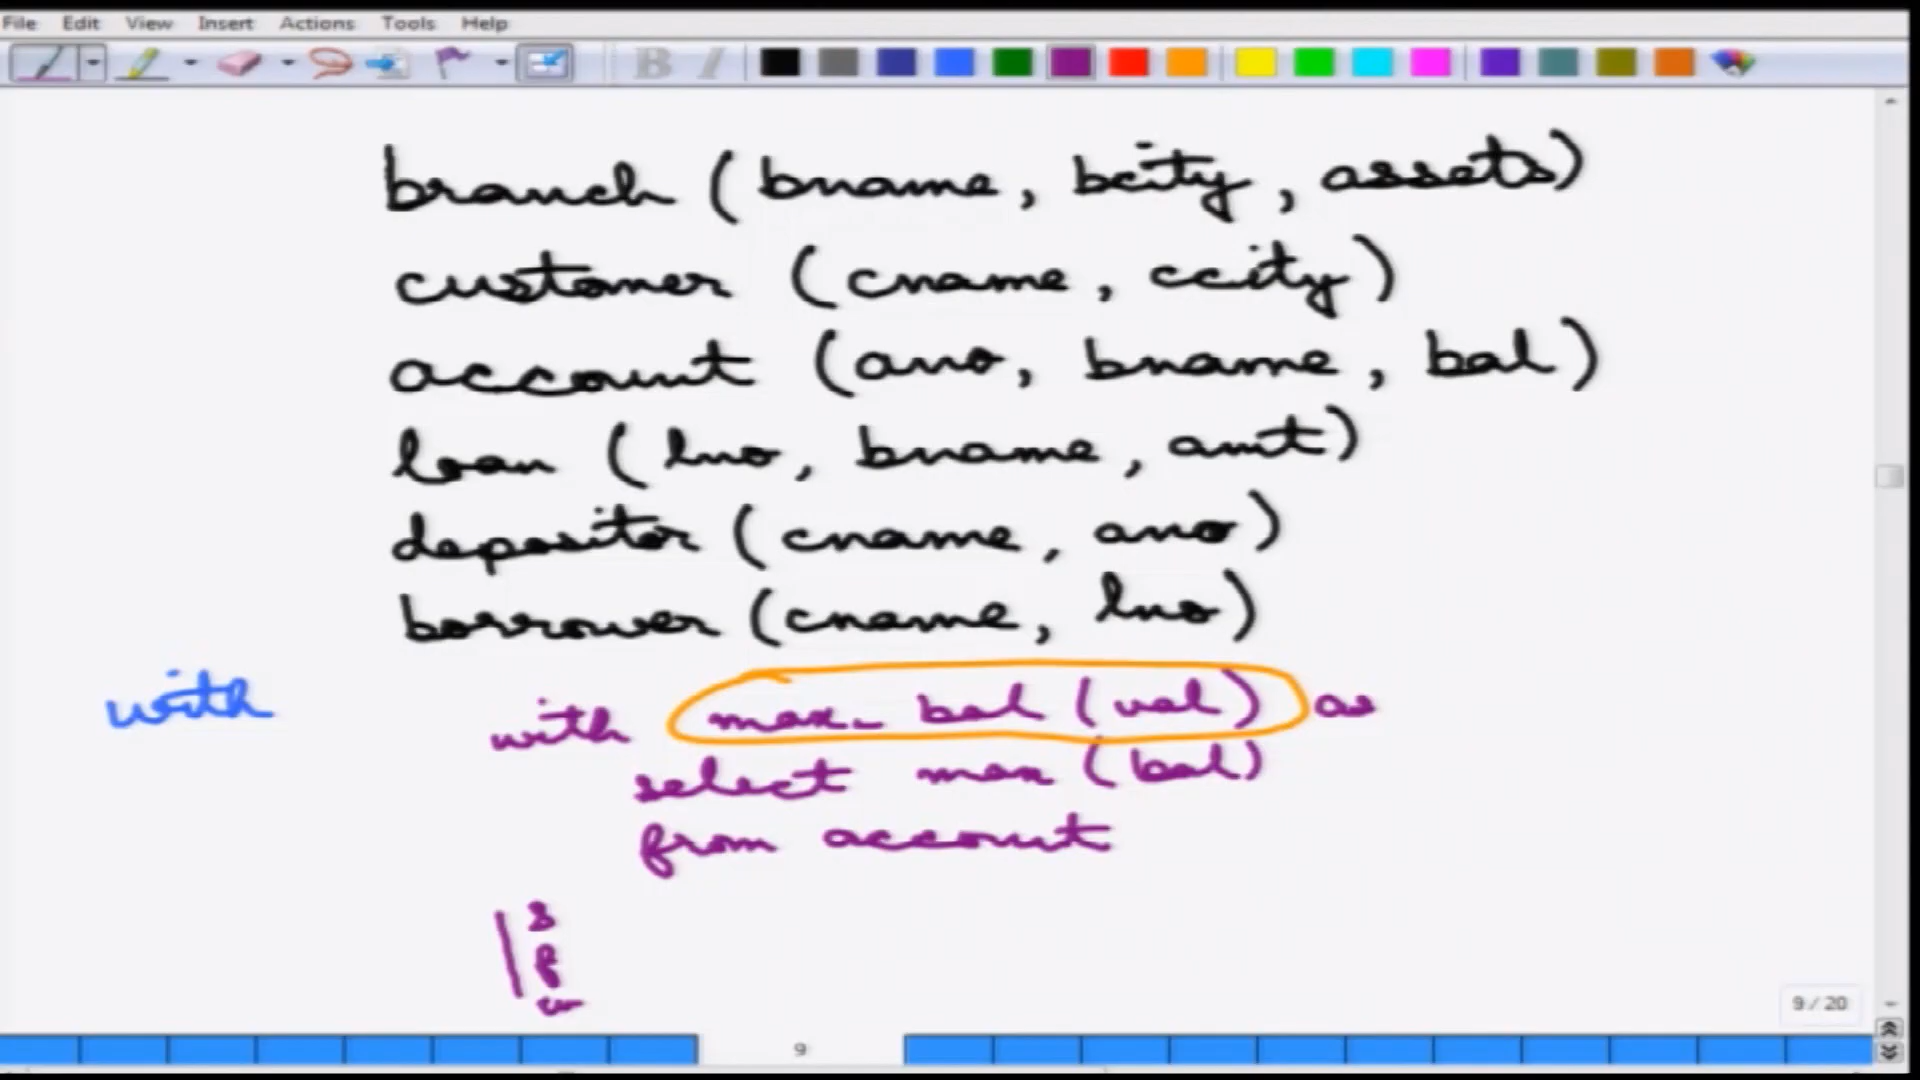 File Edit View Insert Actions Tools Help
B I
branch (bname, bcity, assets)
customer (cname, ccity)
account (ano, bname, bal)
loan (lno, bname, amt)
depositor (cname, ano)
borrower (cname, lno)
with
with max_bal (val) as
select max (bal)
from account
s
f
w
9 / 20
9